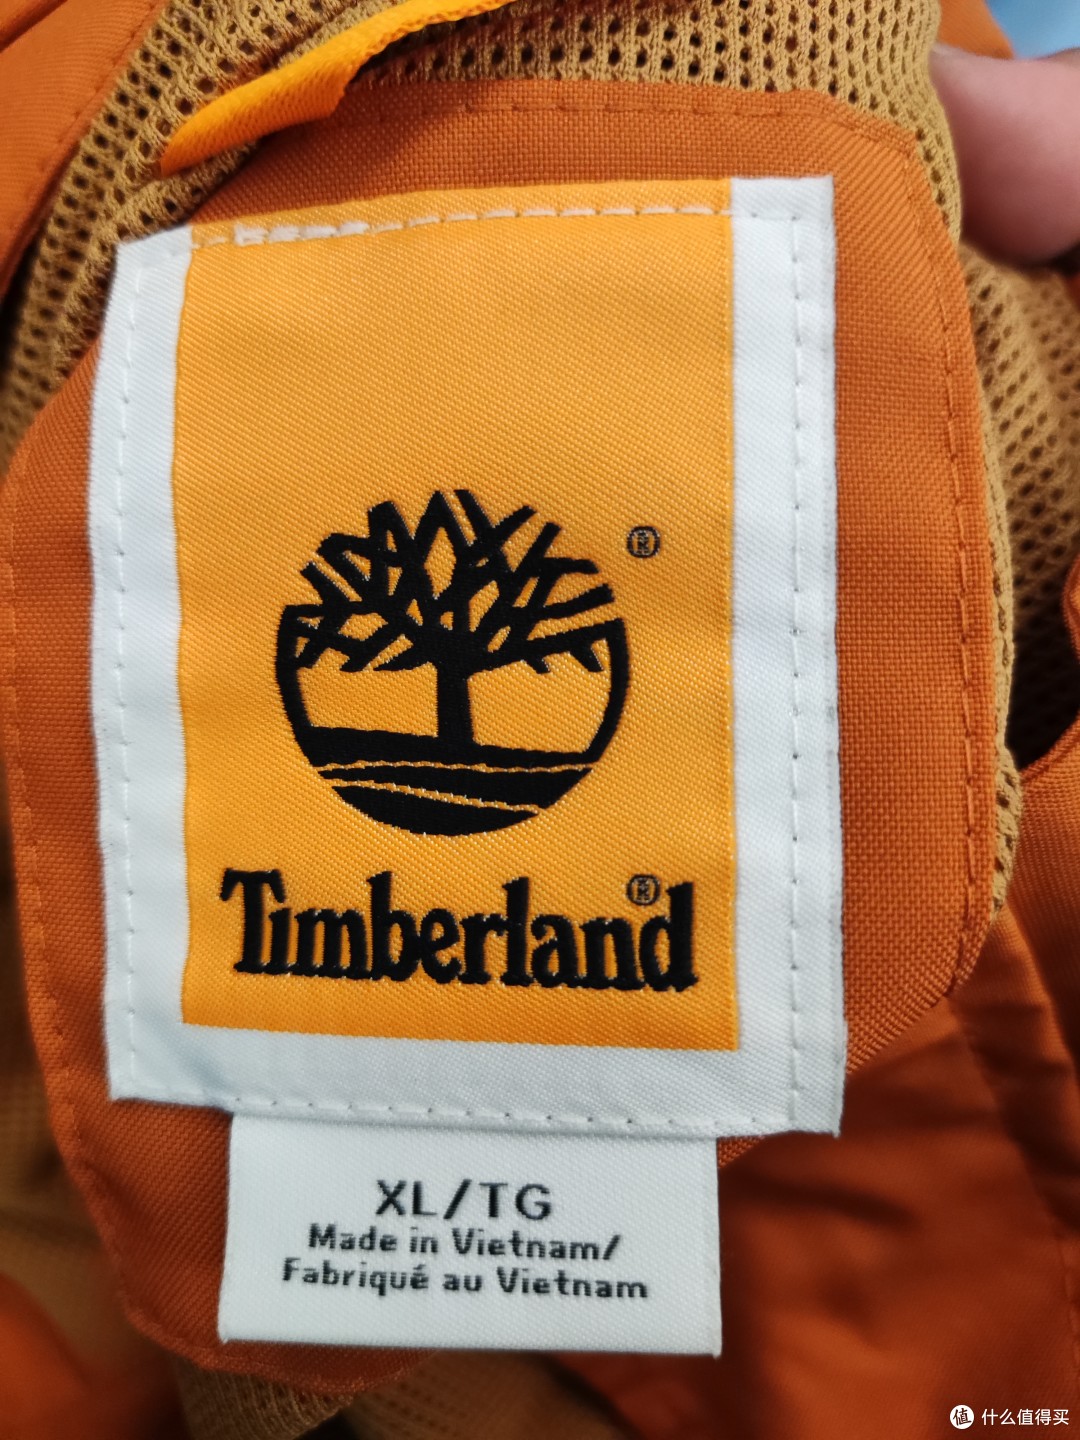 ®
Timberland®
XL/TG
Made in Vietnam/
Fabriqué au Vietnam
值 什么值得买